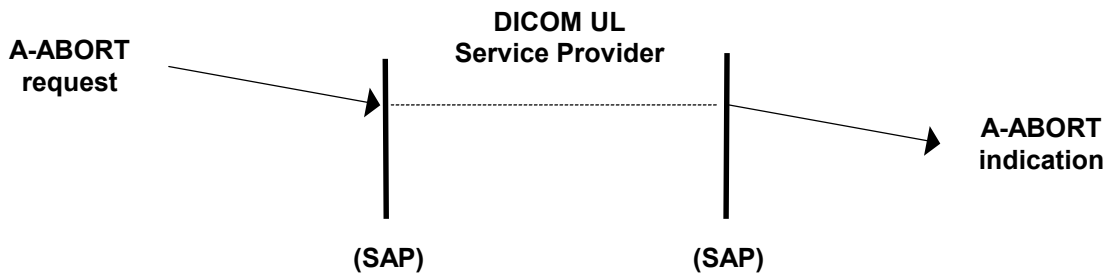 DICOM UL
Service Provider
A-ABORT
request
A-ABORT
indication
(SAP)
(SAP)